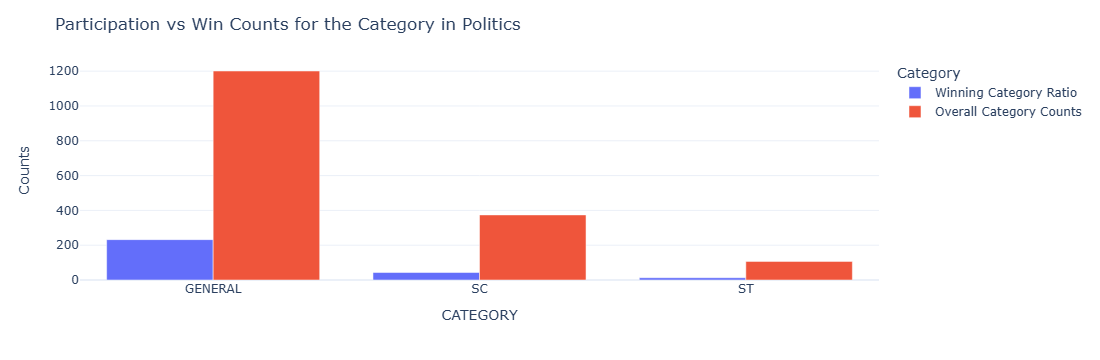 Participation vs Win Counts for the Category in Politics
Category
Winning Category Ratio
Overall Category Counts
Counts
1200
1000
800
600
400
200
0
GENERAL
SC
ST
CATEGORY